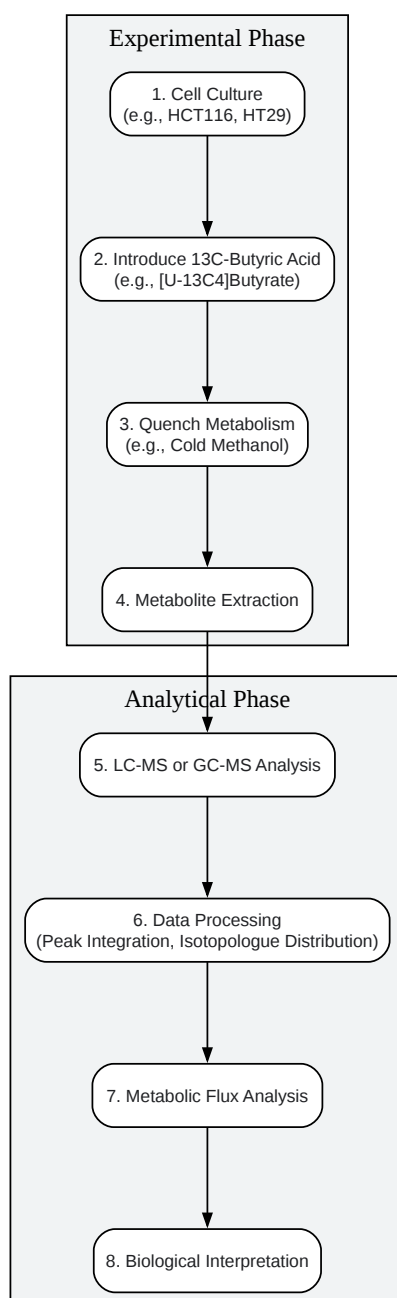 Experimental Phase
1. Cell Culture
(e.g., HCT116, HT29)
2. Introduce 13C-Butyric Acid
(e.g., [U-13C4]Butyrate)
3. Quench Metabolism
(e.g., Cold Methanol)
4. Metabolite Extraction
Analytical Phase
5. LC-MS or GC-MS Analysis
6. Data Processing
(Peak Integration, Isotopologue Distribution)
7. Metabolic Flux Analysis
8. Biological Interpretation